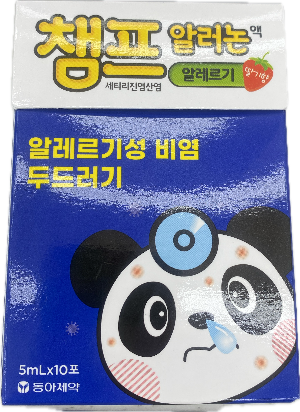 챔프 알러논액
세티리진염산염
알레르기
딸기향
알레르기성 비염
두드러기
5mLx10포
동아제약